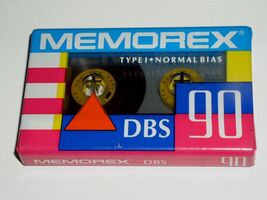 MEMOREX®
TYPE I • NORMAL BIAS
DBS 90
MEMOREX DBS 90